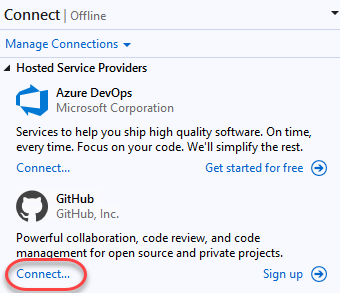 Connect | Offline
Manage Connections
Hosted Service Providers
Azure DevOps
Microsoft Corporation
Services to help you ship high quality software. On time,
every time. Focus on your code. We'll simplify the rest.
Connect... Get started for free
GitHub
GitHub, Inc.
Powerful collaboration, code review, and code
management for open source and private projects.
Connect... Sign up